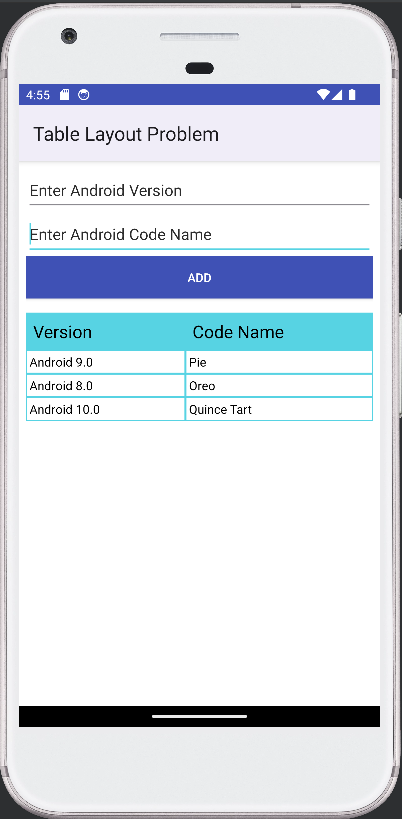 4:55
Table Layout Problem
Enter Android Version
Enter Android Code Name
ADD
Version Code Name
Android 9.0 Pie
Android 8.0 Oreo
Android 10.0 Quince Tart